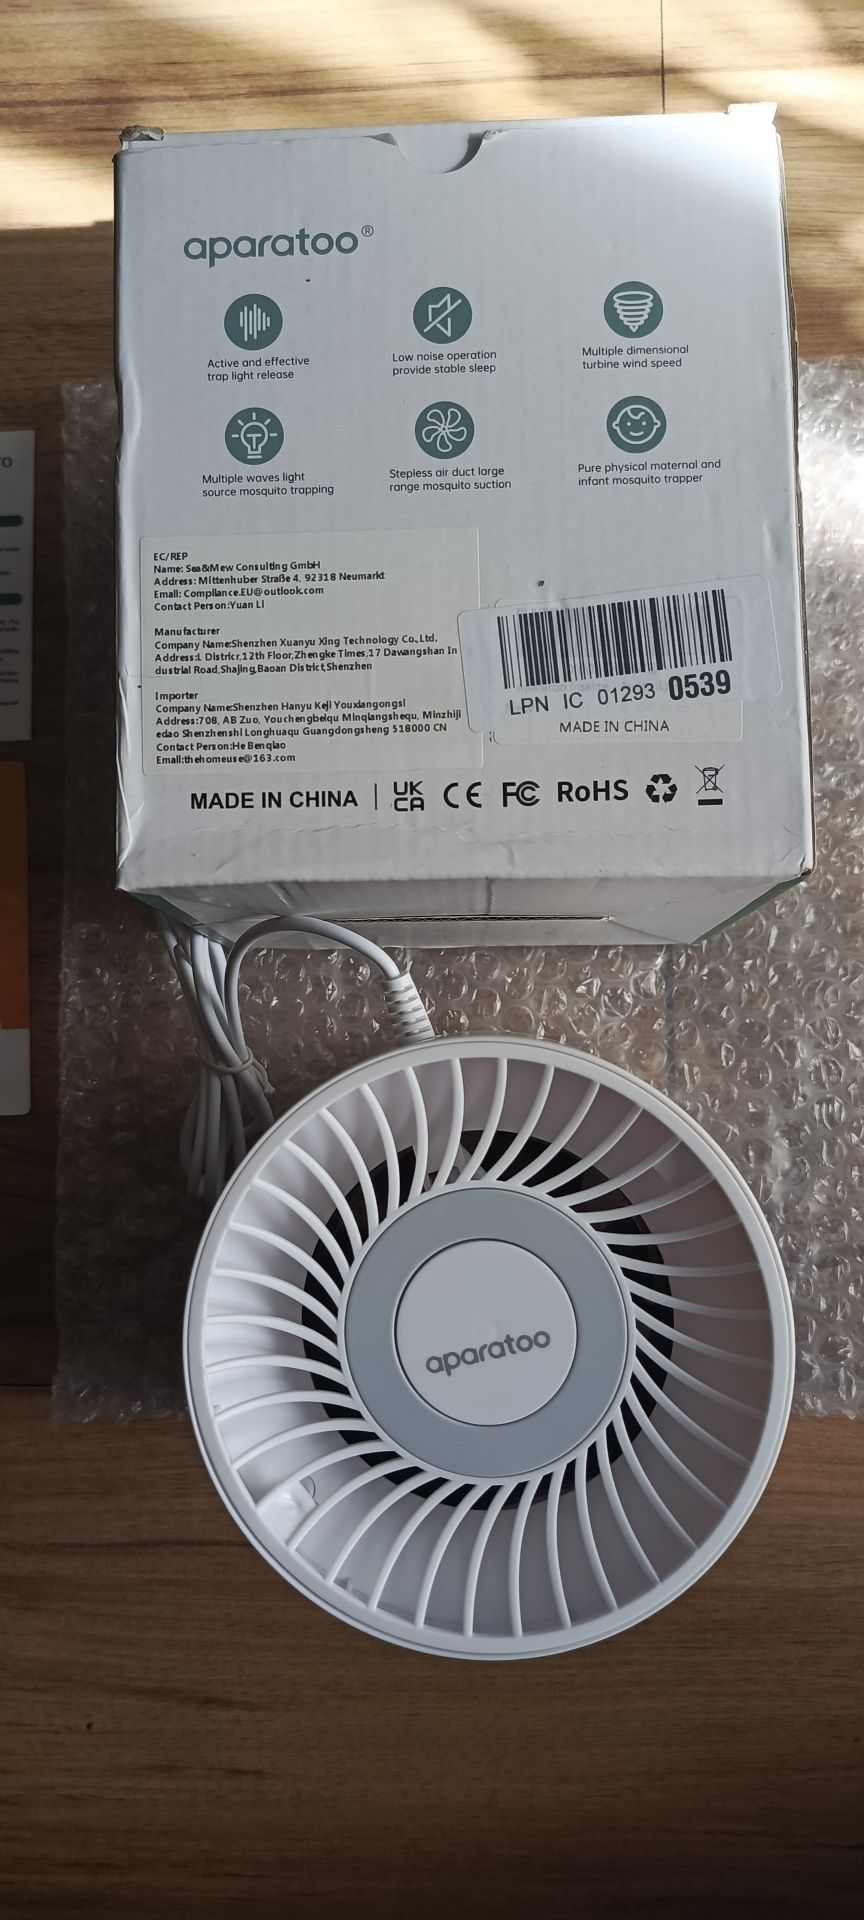 aparatoo®
Active and effective
trap light release
Low noise operation
provide stable sleep
Multiple dimensional
turbine wind speed
Multiple waves light
source mosquito trapping
Stepless air duct large
range mosquito suction
Pure physical maternal and
infant mosquito trapper
EC/REP
Name: Sea&Mew Consulting GmbH
Address: Mittenhuber Straße 4, 92318 Neumarkt
Email: Compliance.EU@outlook.com
Contact Person:Yuan Li
Manufacturer
Company Name:Shenzhen Xuanyu Xing Technology Co.,Ltd.
Address:L District,12th Floor,Zhengke Times,17 Dawangshan In
dustrial Road,Shajing,Baoan District,Shenzhen
Importer
Company Name:Shenzhen Hanyu Keji Youxiangongsi
Address:708, AB Zuo, Youchengbeiqu Minqiangshequ, Minzhiji
edao Shenzhenshi Longhuaqu Guangdongsheng 518000 CN
Contact Person:He Benqiao
Email:thehomeuse@163.com
LPN IC 01293 0539
MADE IN CHINA
MADE IN CHINA | UK CA CE FC RoHS
aparatoo